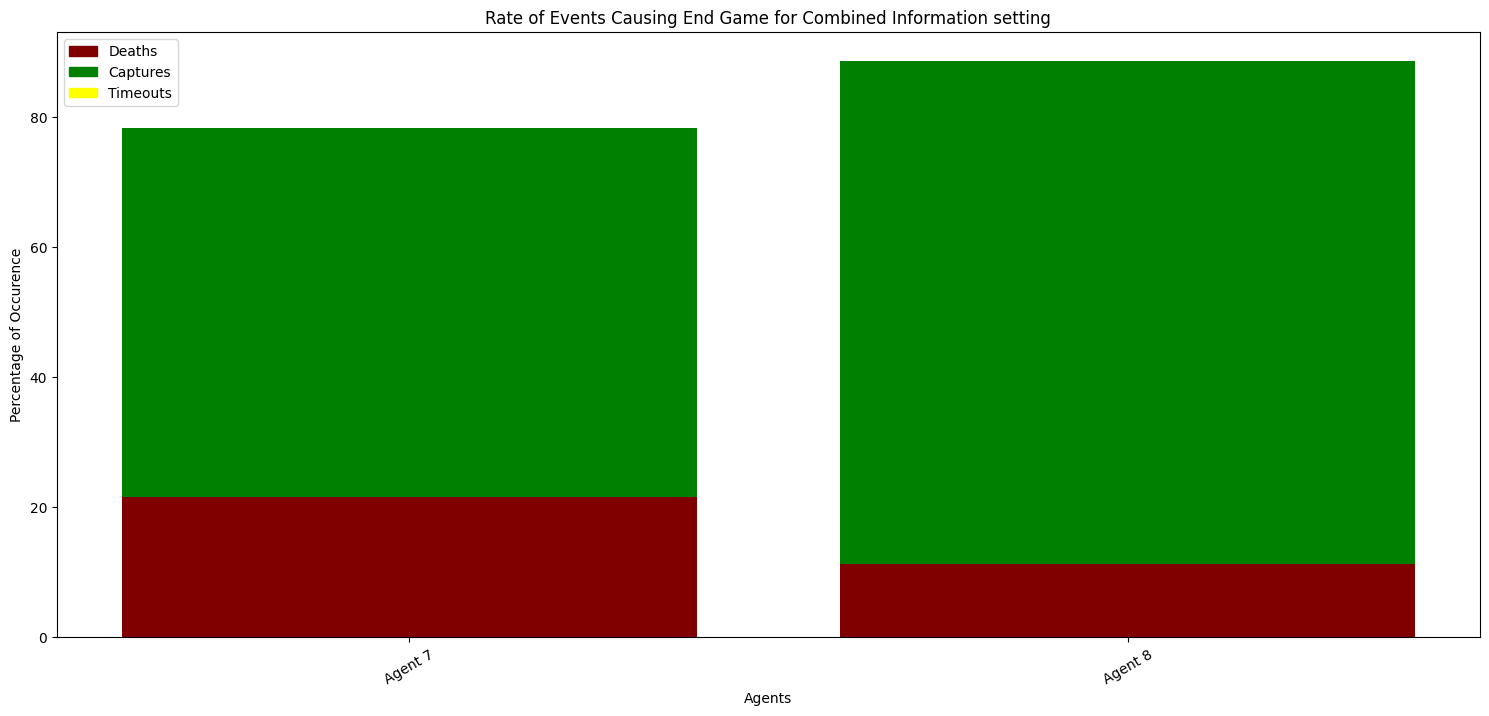 Rate of Events Causing End Game for Combined Information setting
Deaths
Captures
Timeouts
80
60
40
20
0
Percentage of Occurence
Agent 7
Agent 8
Agents